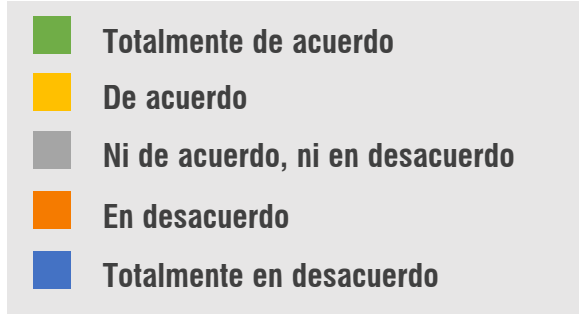 Totalmente de acuerdo
De acuerdo
Ni de acuerdo, ni en desacuerdo
En desacuerdo
Totalmente en desacuerdo